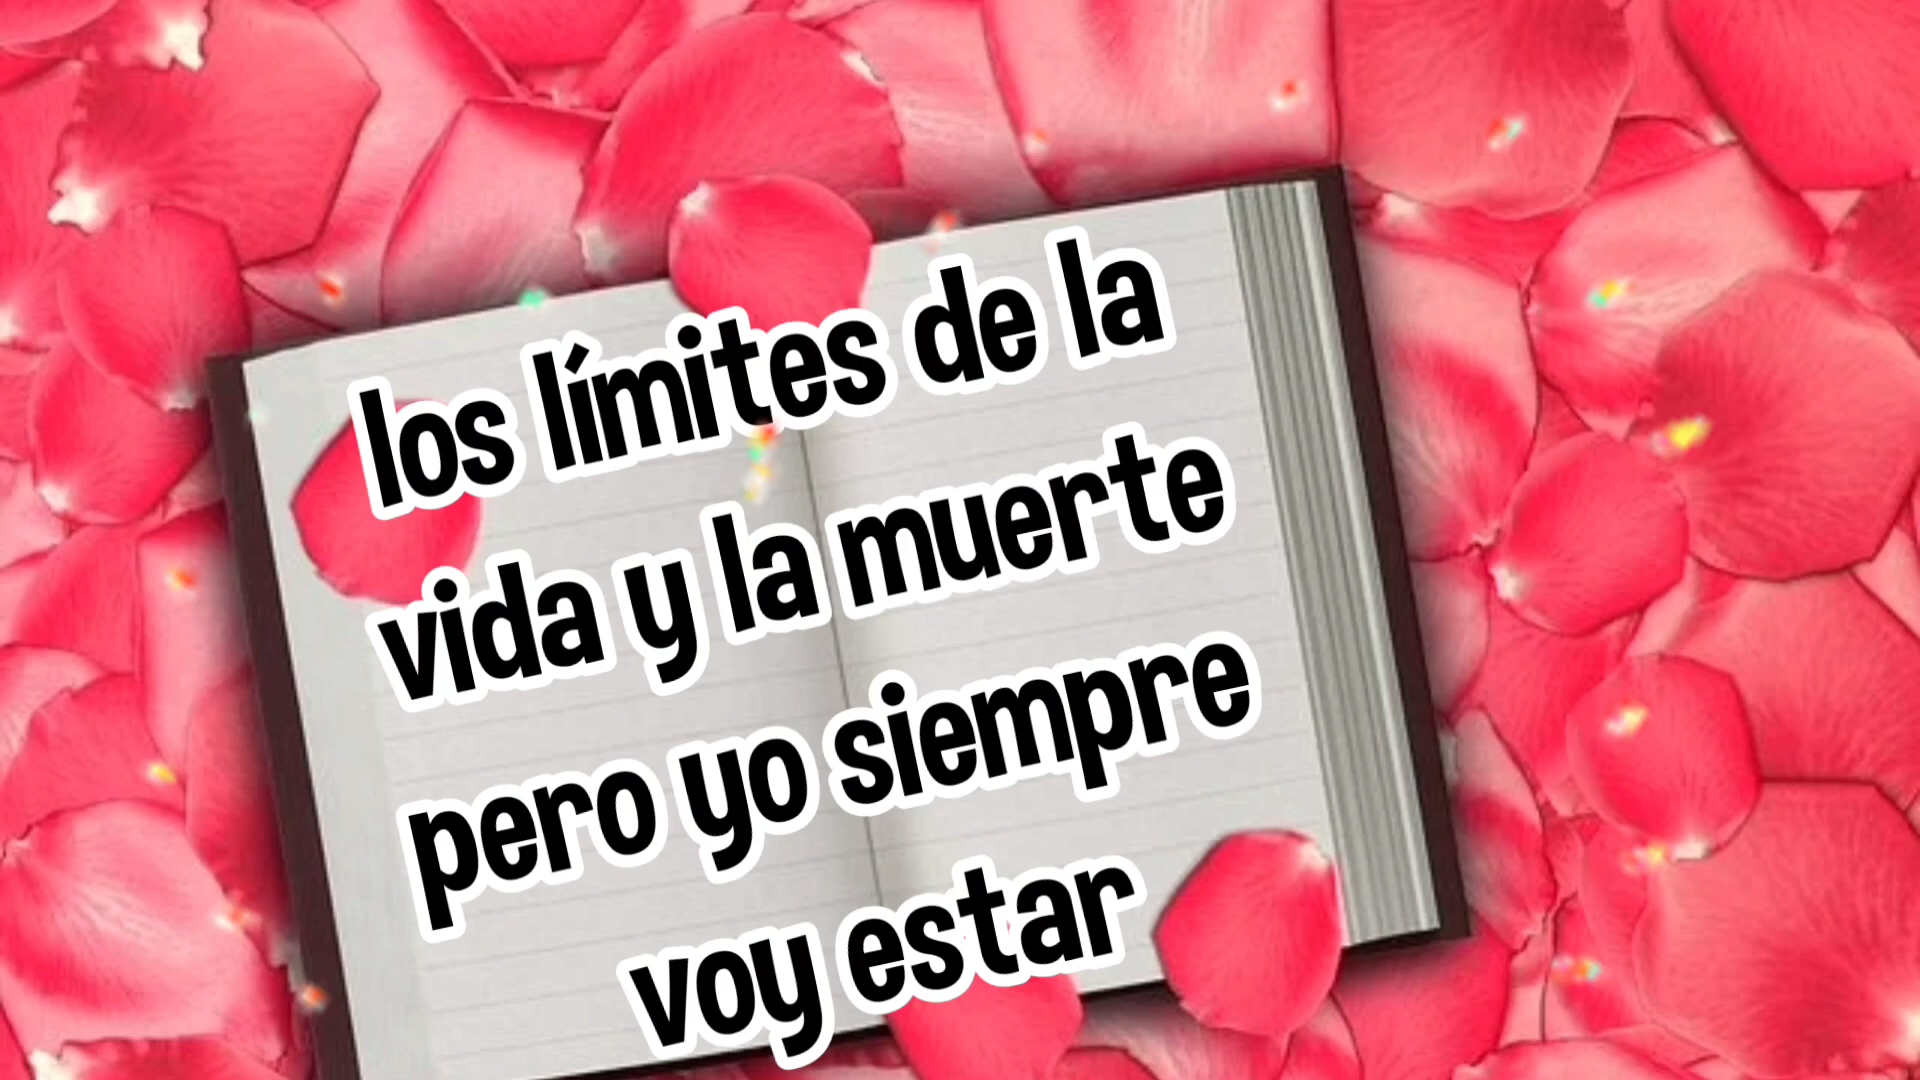 los límites de la
vida y la muerte
pero yo siempre
voy estar